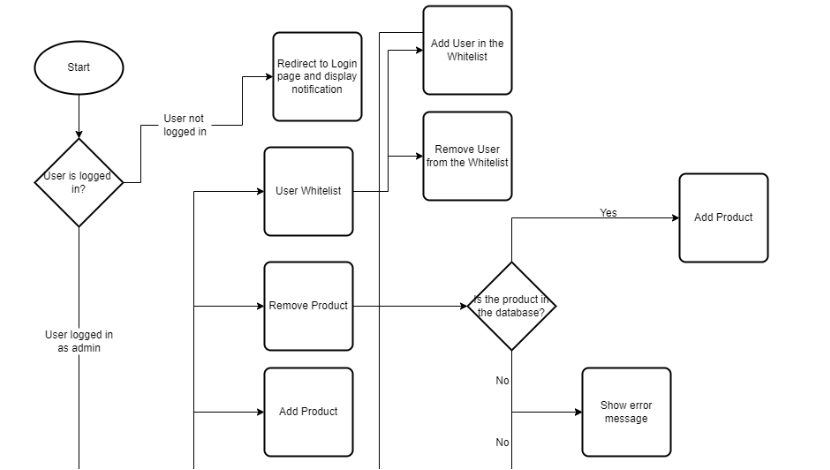 Start
User is logged
in?
User not
logged in
Redirect to Login
page and display
notification
Add User in the
Whitelist
Remove User
from the Whitelist
User Whitelist
Remove Product
Add Product
Is the product in
the database?
Yes
Add Product
No
Show error
message
No
User logged in
as admin